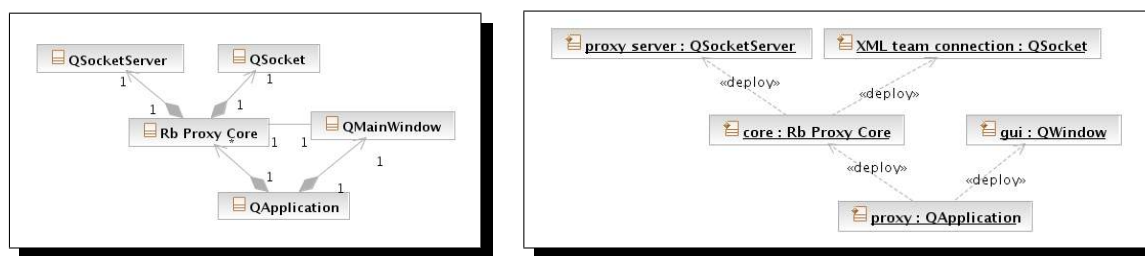 QSocketServer
QSocket
1
1
1
1
Rb Proxy Core
QMainWindow
*
1
1
1
1
1
QApplication
proxy server : QSocketServer
XML team connection : QSocket
«deploy»
«deploy»
core : Rb Proxy Core
gui : QWindow
«deploy»
«deploy»
proxy : QApplication